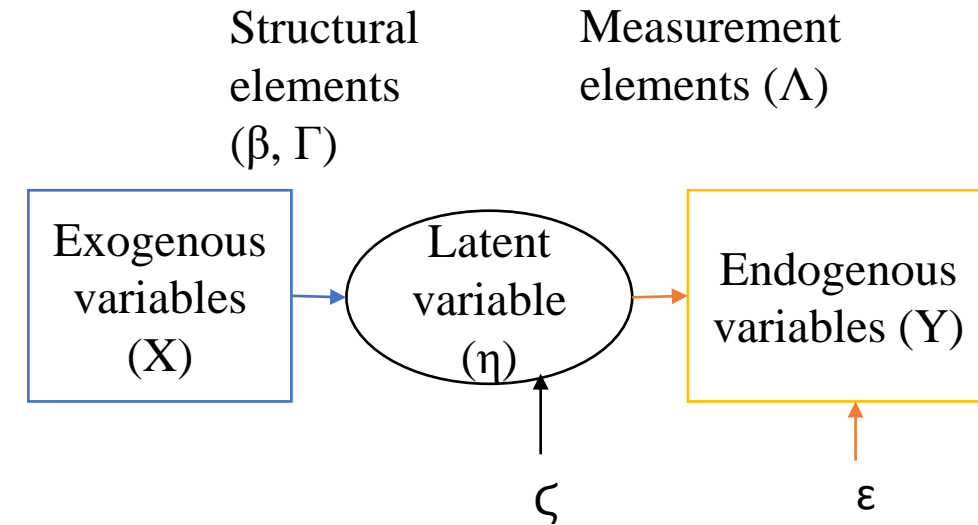 Structural
elements
(β, Γ)
Measurement
elements (Λ)
Exogenous
variables
(X)
Latent
variable
(η)
Endogenous
variables (Y)
ς
ε